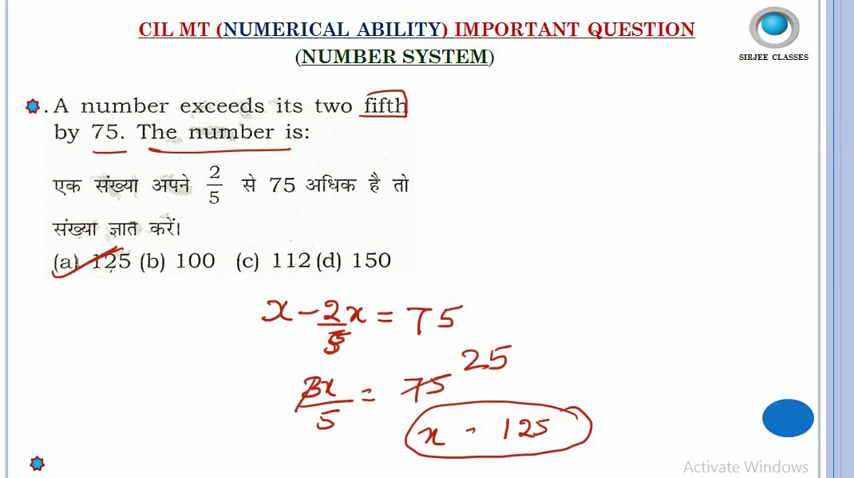 CIL MT (NUMERICAL ABILITY) IMPORTANT QUESTION
(NUMBER SYSTEM)
SIRJEE CLASSES
. A number exceeds its two fifth
by 75. The number is:
एक संख्या अपने 2/5 से 75 अधिक है तो
संख्या ज्ञात करें।
(a) 125 (b) 100 (c) 112 (d) 150
x - 2x/5 = 75
3x/5 = 75 25
x = 125
Activate Windows